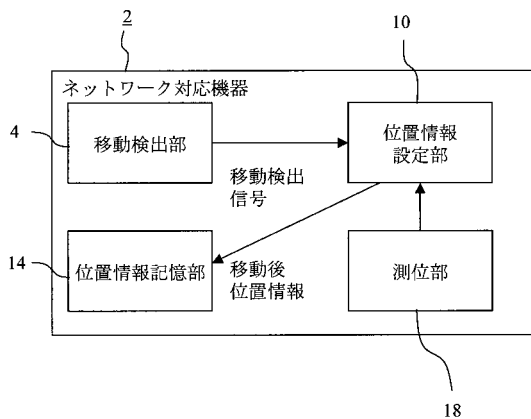 2
10
ネットワーク対応機器
4
移動検出部
位置情報
設定部
移動検出
信号
14
位置情報記憶部
移動後
位置情報
測位部
18